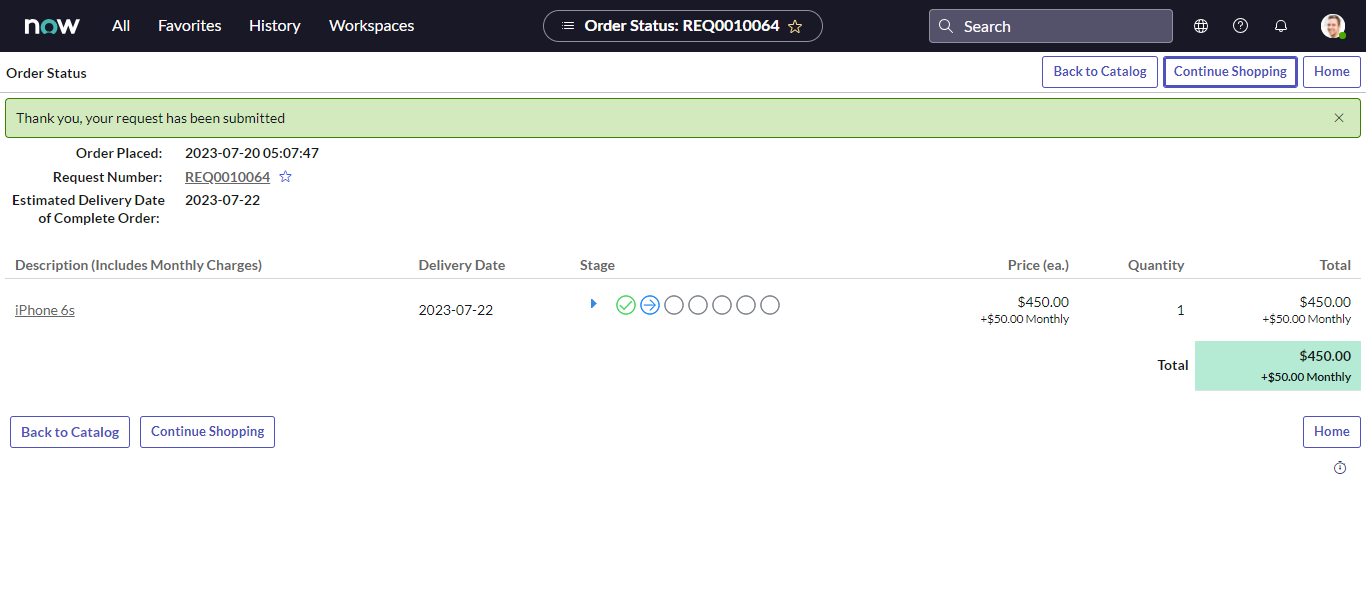 now All Favorites History Workspaces Order Status: REQ0010064 Search
Order Status Back to Catalog Continue Shopping Home
Thank you, your request has been submitted
Order Placed: 2023-07-20 05:07:47
Request Number: REQ0010064
Estimated Delivery Date 2023-07-22
of Complete Order:
Description (Includes Monthly Charges) Delivery Date Stage Price (ea.) Quantity Total
iPhone 6s 2023-07-22 $450.00 1 $450.00
+$50.00 Monthly +$50.00 Monthly
Total $450.00
+$50.00 Monthly
Back to Catalog Continue Shopping Home